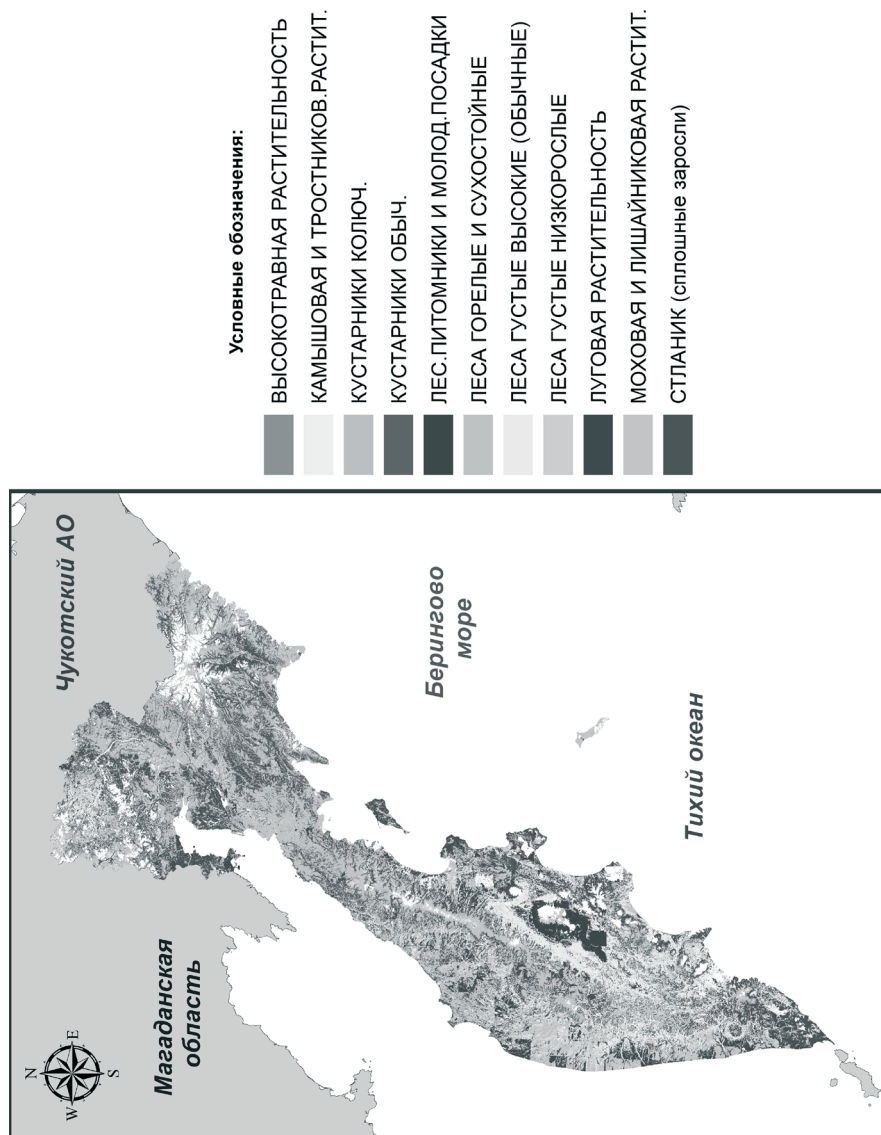 Условные обозначения:
ВЫСОКОТРАВНАЯ РАСТИТЕЛЬНОСТЬ
КАМЫШОВАЯ И ТРОСТНИКОВ.РАСТИТ.
КУСТАРНИКИ КОЛЮЧ.
КУСТАРНИКИ ОБЫЧ.
ЛЕС.ПИТОМНИКИ И МОЛОД.ПОСАДКИ
ЛЕСА ГОРЕЛЫЕ И СУХОСТОЙНЫЕ
ЛЕСА ГУСТЫЕ ВЫСОКИЕ (ОБЫЧНЫЕ)
ЛЕСА ГУСТЫЕ НИЗКОРОСЛЫЕ
ЛУГОВАЯ РАСТИТЕЛЬНОСТЬ
МОХОВАЯ И ЛИШАЙНИКОВАЯ РАСТИТ.
СТЛАНИК (сплошные заросли)
Чукотский АО
Берингово
море
Тихий океан
Магаданская
область
N
W
E
S